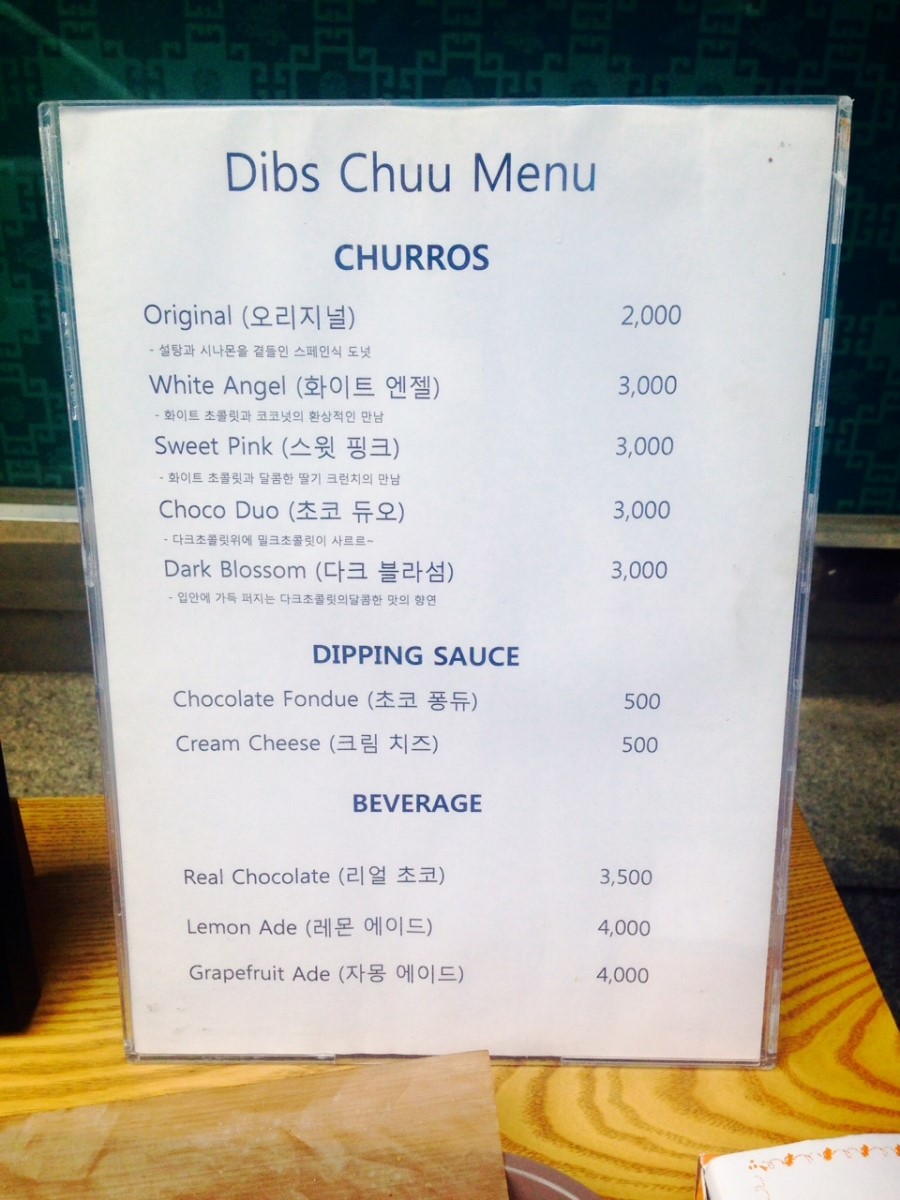 Dibs Chuu Menu
CHURROS
Original (오리지널) 2,000
- 설탕과 시나몬을 곁들인 스페인식 도넛
White Angel (화이트 엔젤) 3,000
- 화이트 초콜릿과 코코넛의 환상적인 만남
Sweet Pink (스윗 핑크) 3,000
- 화이트 초콜릿과 달콤한 딸기 크런치의 만남
Choco Duo (초코 듀오) 3,000
- 다크초콜릿위에 밀크초콜릿이 사르르~
Dark Blossom (다크 블라섬) 3,000
- 입안에 가득 퍼지는 다크초콜릿의달콤한 맛의 향연
DIPPING SAUCE
Chocolate Fondue (초코 퐁듀) 500
Cream Cheese (크림 치즈) 500
BEVERAGE
Real Chocolate (리얼 초코) 3,500
Lemon Ade (레몬 에이드) 4,000
Grapefruit Ade (자몽 에이드) 4,000